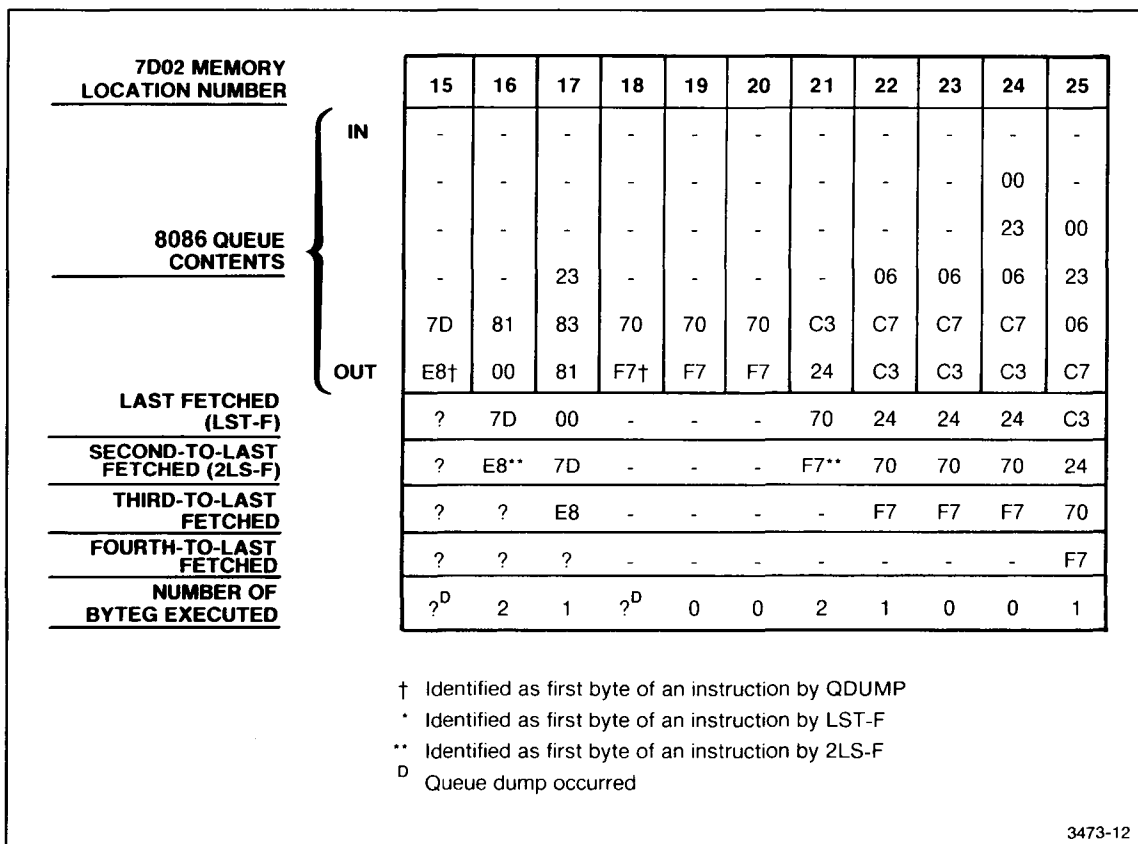 7D02 MEMORY
LOCATION NUMBER 15 16 17 18 19 20 21 22 23 24 25
IN - - - - - - - - - - -
- - - - - - - - - 00 -
8086 QUEUE
CONTENTS - - - - - - - - - 23 00
- - 23 - - - - 06 06 06 23
7D 81 83 70 70 70 C3 C7 C7 C7 06
OUT E8† 00 81 F7† F7 F7 24 C3 C3 C3 C7
LAST FETCHED
(LST-F) ? 7D 00 - - - 70 24 24 24 C3
SECOND-TO-LAST
FETCHED (2LS-F) ? E8** 7D - - - F7** 70 70 70 24
THIRD-TO-LAST
FETCHED ? ? E8 - - - - F7 F7 F7 70
FOURTH-TO-LAST
FETCHED ? ? ? - - - - - - - F7
NUMBER OF
BYTEG EXECUTED ?D 2 1 ?D 0 0 2 1 0 0 1
† Identified as first byte of an instruction by QDUMP
* Identified as first byte of an instruction by LST-F
** Identified as first byte of an instruction by 2LS-F
D Queue dump occurred
3473-12